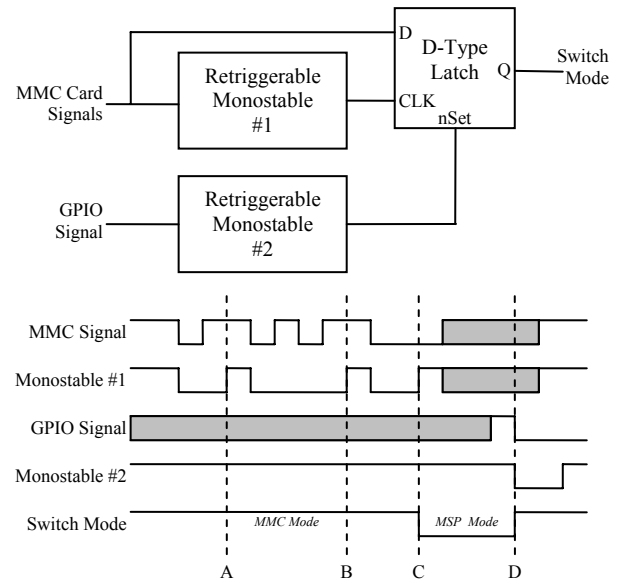 D
D-Type
Latch
Q
CLK
nSet
Switch
Mode
MMC Card
Signals
Retriggerable
Monostable
#1
GPIO
Signal
Retriggerable
Monostable
#2
MMC Signal
Monostable #1
GPIO Signal
Monostable #2
Switch Mode
MMC Mode
MSP Mode
A B C D